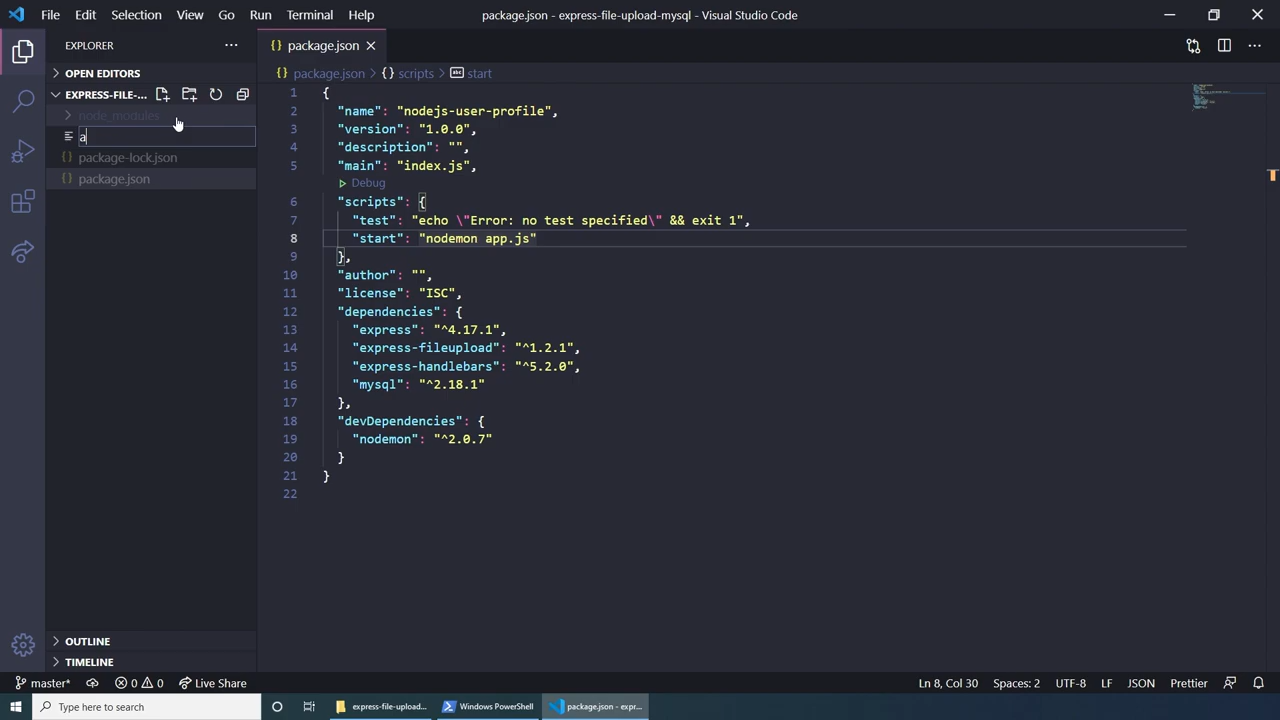 File Edit Selection View Go Run Terminal Help
package.json - express-file-upload-mysql - Visual Studio Code
EXPLORER
OPEN EDITORS
EXPRESS-FILE-...
node_modules
a
package-lock.json
package.json
package.json
package.json > {} scripts > abc start
1 {
2 "name": "nodejs-user-profile",
3 "version": "1.0.0",
4 "description": "",
5 "main": "index.js",
Debug
6 "scripts": {
7 "test": "echo \"Error: no test specified\" && exit 1",
8 "start": "nodemon app.js"
9 },
10 "author": "",
11 "license": "ISC",
12 "dependencies": {
13 "express": "^4.17.1",
14 "express-fileupload": "^1.2.1",
15 "express-handlebars": "^5.2.0",
16 "mysql": "^2.18.1"
17 },
18 "devDependencies": {
19 "nodemon": "^2.0.7"
20 }
21 }
22
OUTLINE
TIMELINE
master* 0 0 Live Share
Ln 8, Col 30 Spaces: 2 UTF-8 LF JSON Prettier
Type here to search
express-file-upload...
Windows PowerShell
package.json - expr...